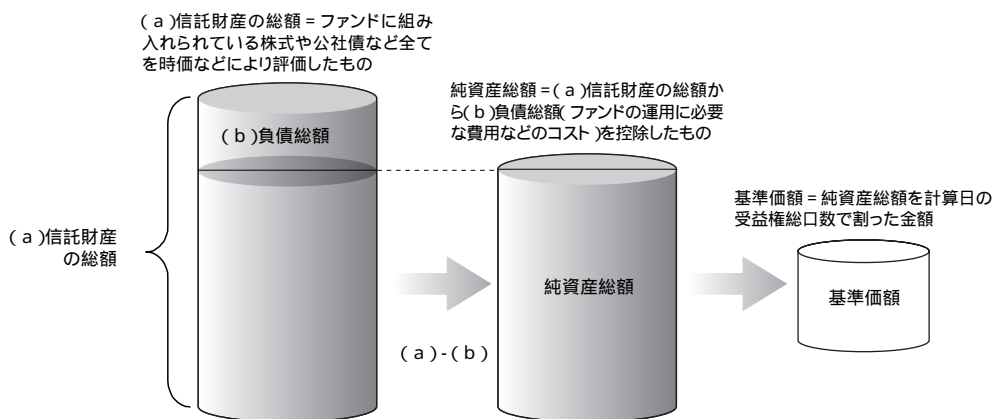 (a)信託財産の総額=ファンドに組み
入れられている株式や公社債など全て
を時価などにより評価したもの
(b)負債総額
(a)信託財産
の総額
純資産総額=(a)信託財産の総額か
ら(b)負債総額(ファンドの運用に必要
な費用などのコスト)を控除したもの
純資産総額
(a)-(b)
基準価額=純資産総額を計算日の
受益権総口数で割った金額
基準価額